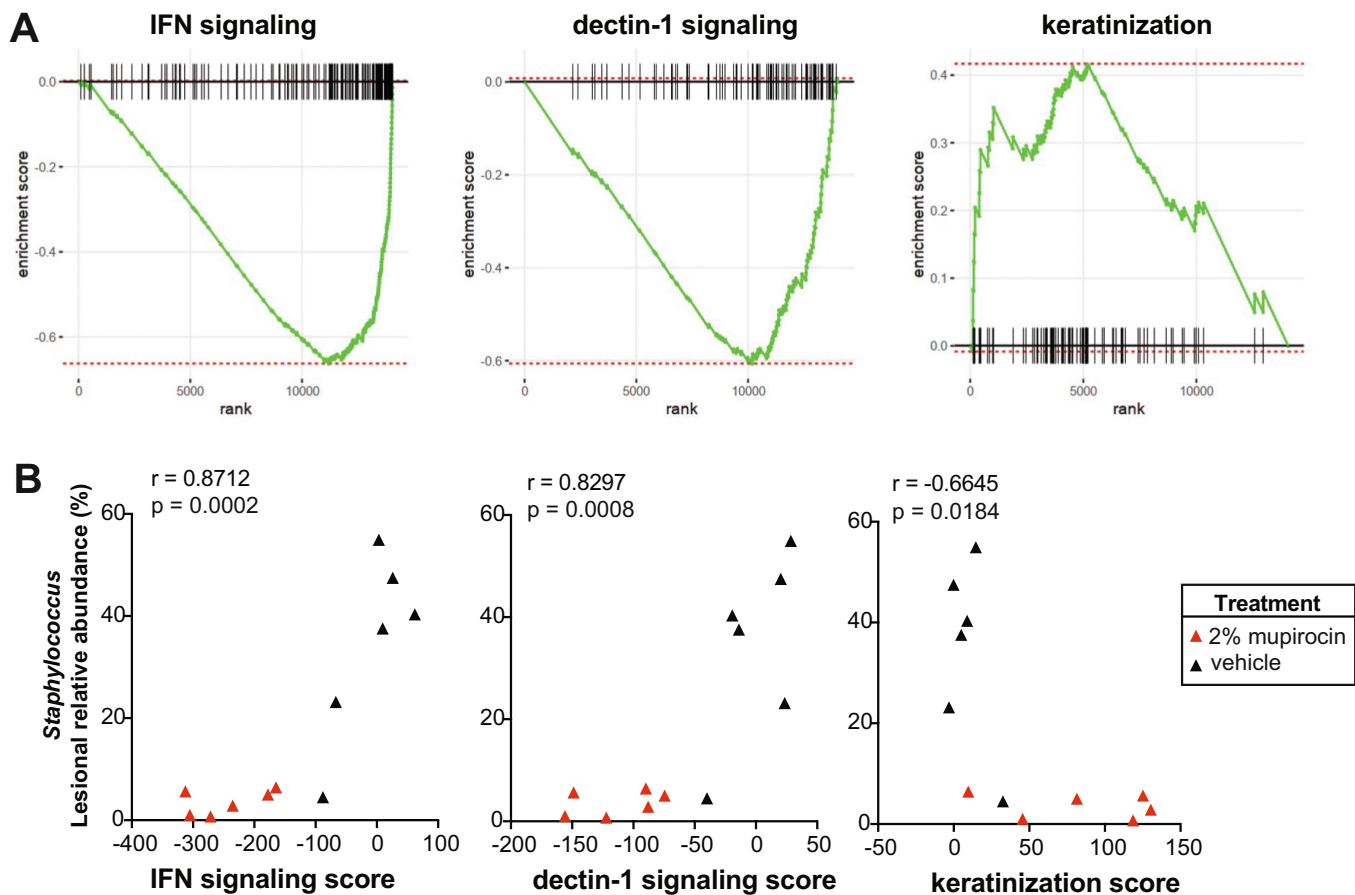 A
IFN signaling
dectin-1 signaling
keratinization
enrichment score
0.0
-0.2
-0.4
-0.6
0
5000
10000
rank
enrichment score
0.0
-0.2
-0.4
-0.6
0
5000
10000
rank
enrichment score
0.4
0.3
0.2
0.1
0.0
0
5000
10000
rank
B
Staphylococcus
Lesional relative abundance (%)
r = 0.8712
p = 0.0002
60
40
20
0
-400 -300 -200 -100 0 100
IFN signaling score
r = 0.8297
p = 0.0008
60
40
20
0
-200 -150 -100 -50 0 50
dectin-1 signaling score
r = -0.6645
p = 0.0184
60
40
20
0
-50 0 50 100 150
keratinization score
Treatment
2% mupirocin
vehicle